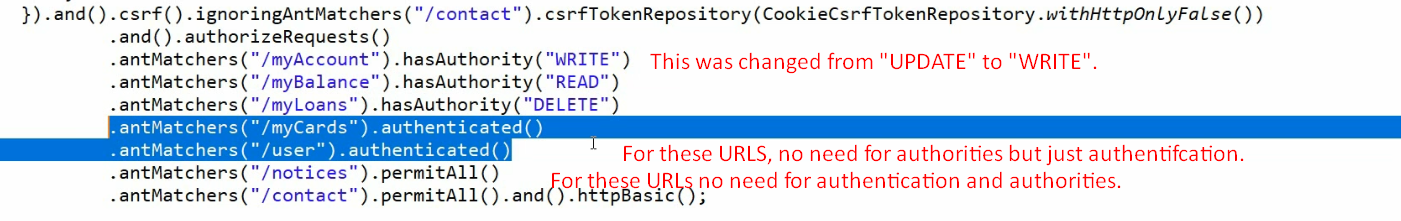 }).and().csrf().ignoringAntMatchers("/contact").csrfTokenRepository(CookieCsrfTokenRepository.withHttpOnlyFalse())
.and().authorizeRequests()
.antMatchers("/myAccount").hasAuthority("WRITE") This was changed from "UPDATE" to "WRITE".
.antMatchers("/myBalance").hasAuthority("READ")
.antMatchers("/myLoans").hasAuthority("DELETE")
.antMatchers("/myCards").authenticated()
.antMatchers("/user").authenticated() For these URLS, no need for authorities but just authentifcation.
.antMatchers("/notices").permitAll() For these URLs no need for authentication and authorities.
.antMatchers("/contact").permitAll().and().httpBasic();